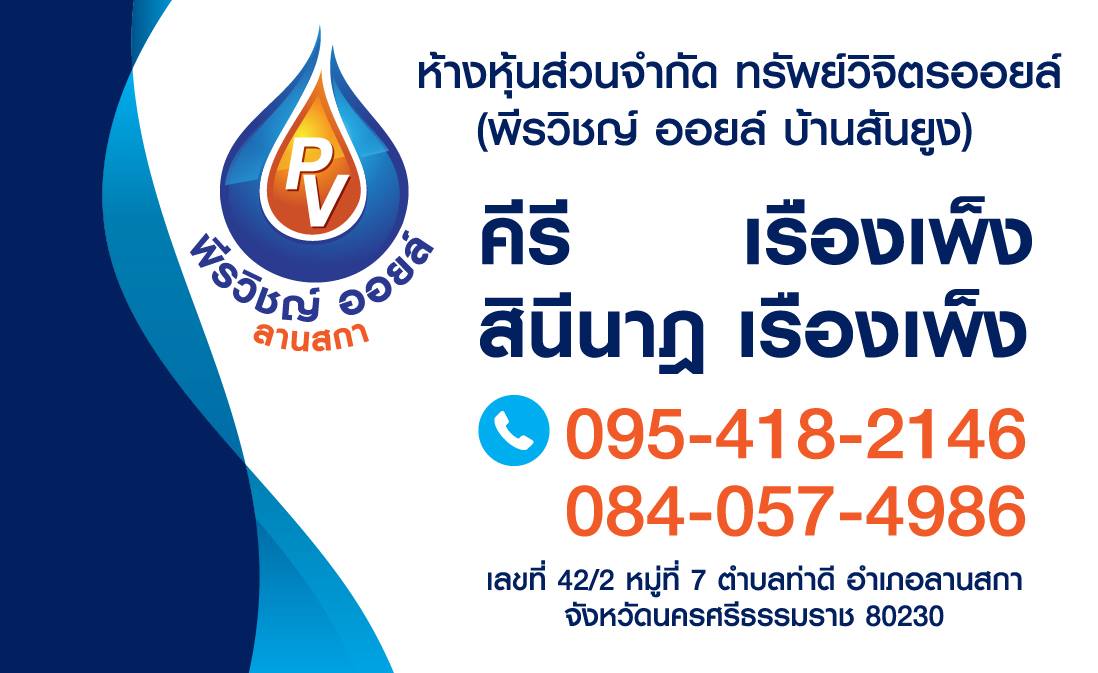 PV
พีรวิชญ์ ออยล์
ลานสกา
ห้างหุ้นส่วนจำกัด ทรัพย์วิจิตรออยล์
(พีรวิชญ์ ออยล์ บ้านสันยูง)
คีรี เรืองเพ็ง
สินีนาฏ เรืองเพ็ง
095-418-2146
084-057-4986
เลขที่ 42/2 หมู่ที่ 7 ตำบลท่าดี อำเภอลานสกา
จังหวัดนครศรีธรรมราช 80230